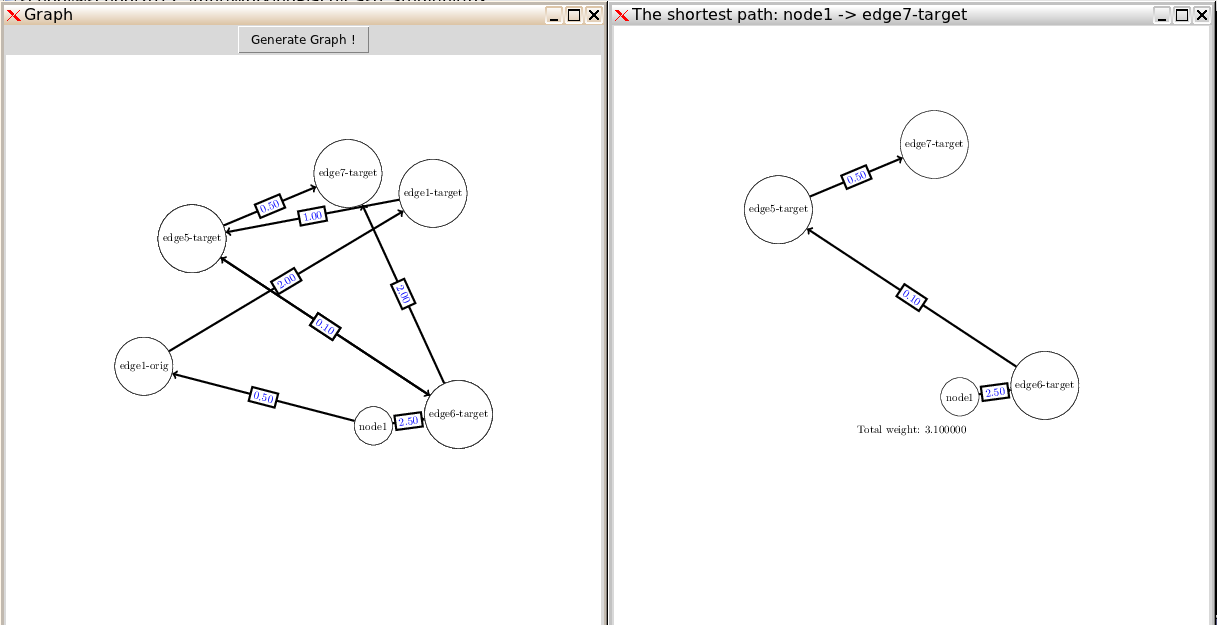 Graph
Generate Graph !
edge7-target
edge1-target
0.50
1.00
edge5-target
2.00
2.00
0.10
edge1-orig
0.50
node1
2.50
edge6-target
The shortest path: node1 -> edge7-target
edge7-target
0.50
edge5-target
0.10
edge6-target
node1
2.50
Total weight: 3.100000